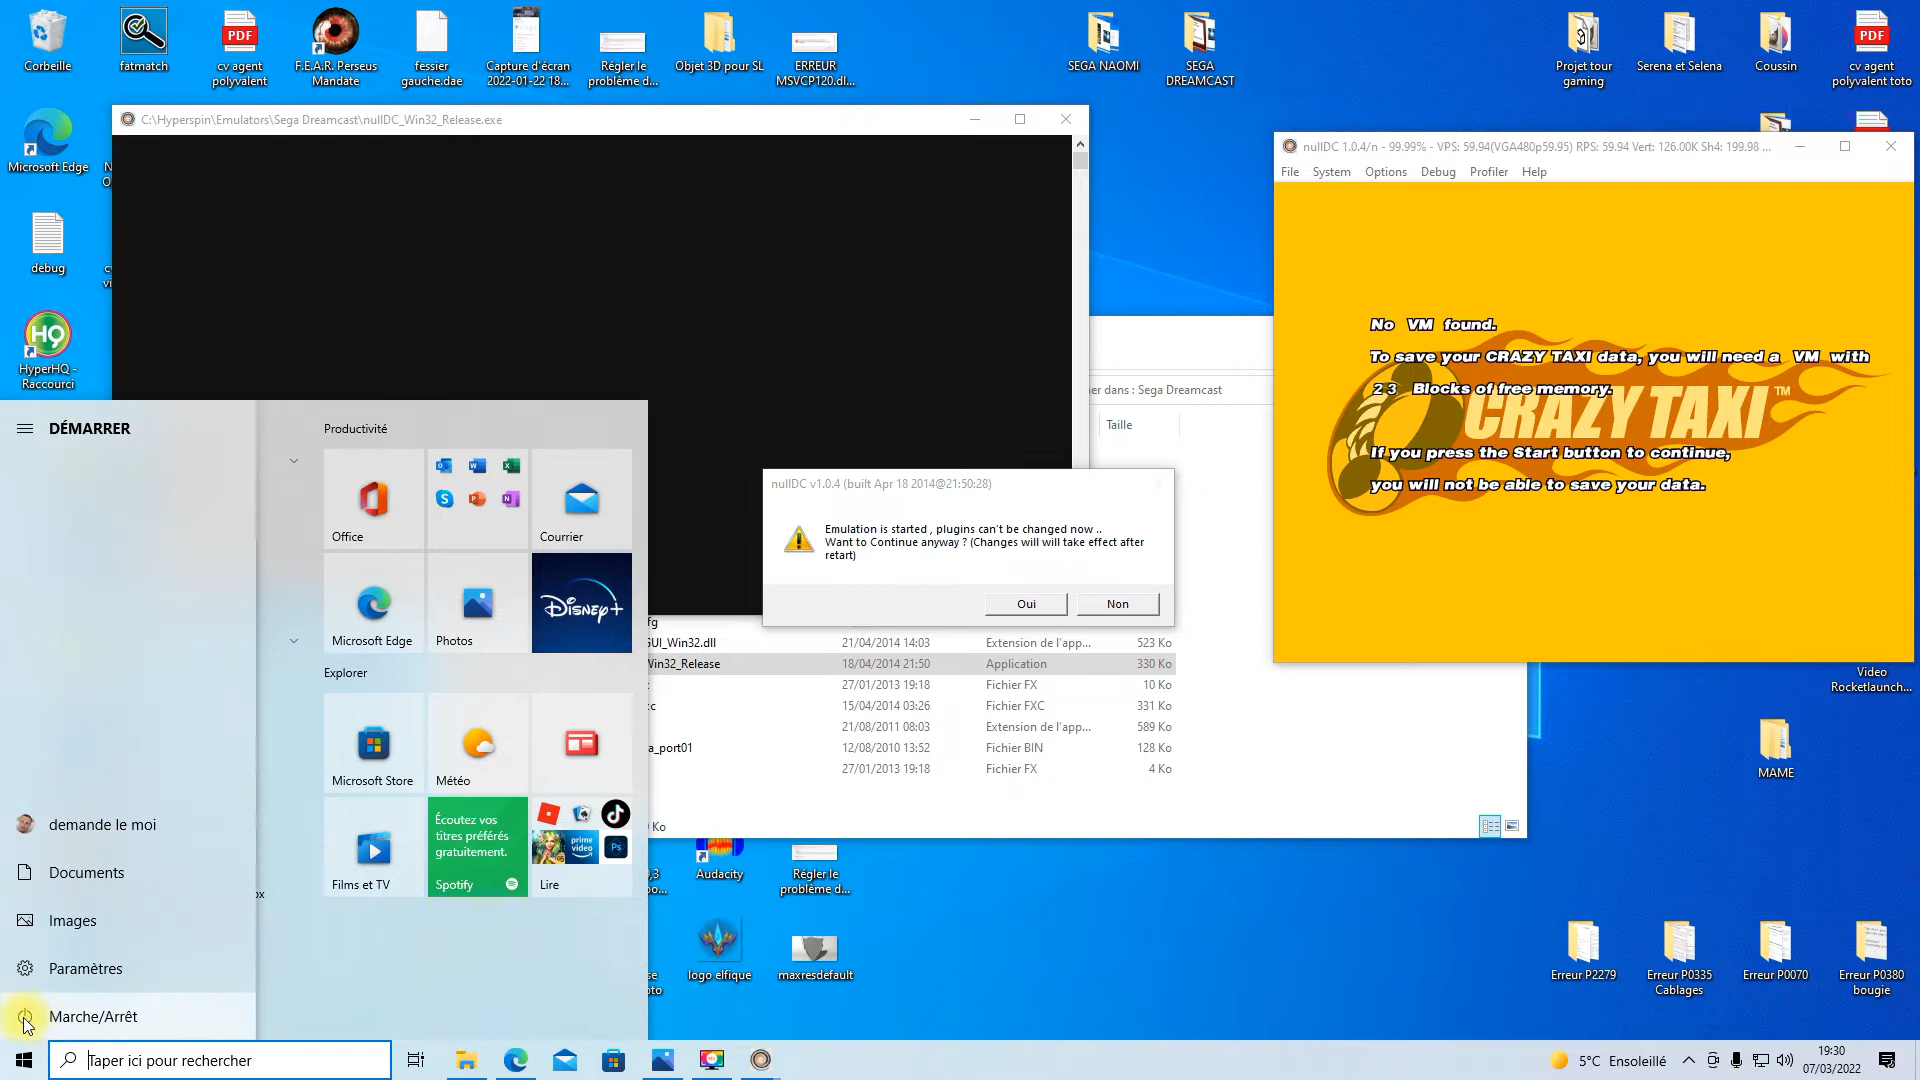 Corbeille
fatmatch
cv agent
polyvalent
F.E.A.R. Perseus
Mandate
fessier
gauche.dae
Capture d'écran
2022-01-22 18...
Régler le
problème d...
Objet 3D pour SL
ERREUR
MSVCP120.dl...
SEGA NAOMI
SEGA
DREAMCAST
Projet tour
gaming
Serena et Selena
Coussin
cv agent
polyvalent toto
Microsoft Edge
debug
HyperHQ -
Raccourci
C:\Hyperspin\Emulators\Sega Dreamcast\nullDC_Win32_Release.exe
nullDC 1.0.4/n - 99.99% - VPS: 59.94(VGA480p59.95) RPS: 59.94 Vert: 126.00K Sh4: 199.98 ...
File System Options Debug Profiler Help
No VM found.
To save your CRAZY TAXI data, you will need a VM with
23 Blocks of free memory.
CRAZY TAXI™
If you press the Start button to continue,
you will not be able to save your data.
her dans : Sega Dreamcast
Taille
nullDC v1.0.4 (built Apr 18 2014@21:50:28)
Emulation is started , plugins can't be changed now ..
Want to Continue anyway ? (Changes will will take effect after
retart)
Oui
Non
fg
GUI_Win32.dll 21/04/2014 14:03 Extension de l'app... 523 Ko
Win32_Release 18/04/2014 21:50 Application 330 Ko
27/01/2013 19:18 Fichier FX 10 Ko
cc 15/04/2014 03:26 Fichier FXC 331 Ko
21/08/2011 08:03 Extension de l'app... 589 Ko
a_port01 12/08/2010 13:52 Fichier BIN 128 Ko
27/01/2013 19:18 Fichier FX 4 Ko
Ko
DÉMARRER
Productivité
Office
Courrier
Microsoft Edge
Photos
Disney+
Explorer
Microsoft Store
Météo
Films et TV
Écoutez vos
titres préférés
gratuitement.
Spotify
prime
video
Ps
Lire
demande le moi
Documents
Images
Paramètres
Marche/Arrêt
Audacity
Régler le
problème d...
logo elfique
maxresdefault
Video
Rocketlaunch...
MAME
Erreur P2279
Erreur P0335
Cablages
Erreur P0070
Erreur P0380
bougie
Taper ici pour rechercher
5°C Ensoleillé
19:30
07/03/2022